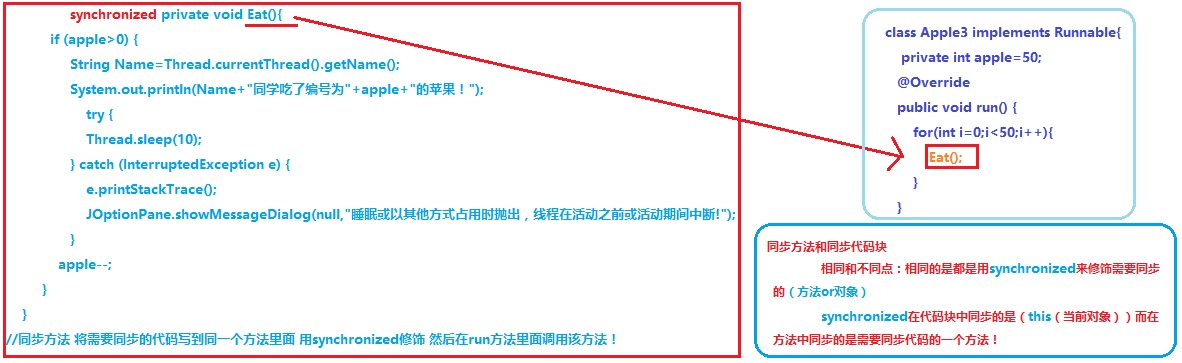 synchronized private void Eat(){
if (apple>0) {
String Name=Thread.currentThread().getName();
System.out.println(Name+"同学吃了编号为"+apple+"的苹果！");
try {
Thread.sleep(10);
} catch (InterruptedException e) {
e.printStackTrace();
JOptionPane.showMessageDialog(null,"睡眠或以其他方式占用时抛出，线程在活动之前或活动期间中断!");
}
apple--;
}
}
//同步方法 将需要同步的代码写到同一个方法里面 用synchronized修饰 然后在run方法里面调用该方法！
class Apple3 implements Runnable{
private int apple=50;
@Override
public void run() {
for(int i=0;i<50;i++){
Eat();
}
}
同步方法和同步代码块
相同和不同点：相同的是都是用synchronized来修饰需要同步
的（方法or对象）
synchronized在代码块中同步的是（this（当前对象））而在
方法中同步的是需要同步代码的一个方法！